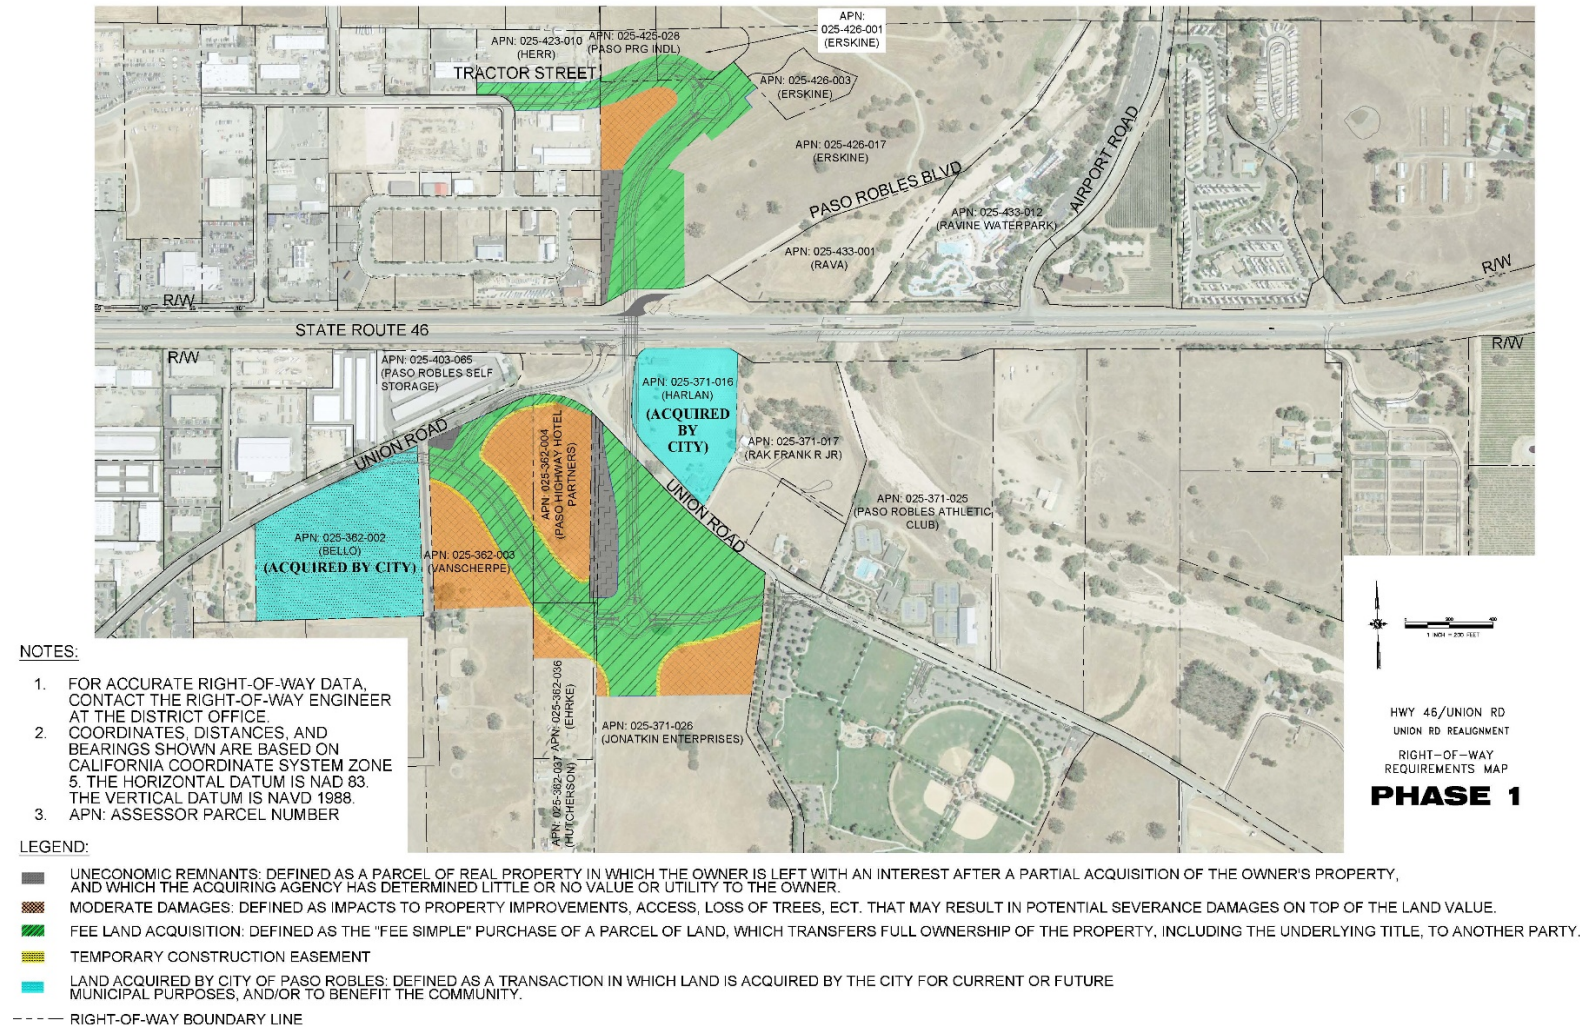 APN: 025-423-010
(HERR)
APN: 025-425-028
(PASO PRG INDL)
APN:
025-426-001
(ERSKINE)
TRACTOR STREET
APN: 025-426-003
(ERSKINE)
APN: 025-426-017
(ERSKINE)
PASO ROBLES BLVD
AIRPORT ROAD
APN: 025-433-012
(RAVINE WATERPARK)
APN: 025-433-001
(RAVA)
R/W
R/W
STATE ROUTE 46
R/W
R/W
APN: 025-403-065
(PASO ROBLES SELF
STORAGE)
APN: 025-371-016
(HARLAN)
(ACQUIRED
BY
CITY)
UNION ROAD
APN: 025-362-004
(PASO HIGHWAY HOTEL
PARTNERS)
APN: 025-371-017
(RAK FRANK R JR)
UNION ROAD
APN: 025-371-025
(PASO ROBLES ATHLETIC
CLUB)
APN: 025-362-002
(BELLO)
(ACQUIRED BY CITY)
APN: 025-362-003
(VANSCHERPE)
APN: 025-362-036
(EHRKE)
APN: 025-362-037
(HUTCHERSON)
APN: 025-371-026
(JONATKIN ENTERPRISES)
1 INCH = 200 FEET
HWY 46/UNION RD
UNION RD REALIGNMENT
RIGHT-OF-WAY
REQUIREMENTS MAP
PHASE 1
NOTES:
1. FOR ACCURATE RIGHT-OF-WAY DATA,
CONTACT THE RIGHT-OF-WAY ENGINEER
AT THE DISTRICT OFFICE.
2. COORDINATES, DISTANCES, AND
BEARINGS SHOWN ARE BASED ON
CALIFORNIA COORDINATE SYSTEM ZONE
5. THE HORIZONTAL DATUM IS NAD 83.
THE VERTICAL DATUM IS NAVD 1988.
3. APN: ASSESSOR PARCEL NUMBER
LEGEND:
UNECONOMIC REMNANTS: DEFINED AS A PARCEL OF REAL PROPERTY IN WHICH THE OWNER IS LEFT WITH AN INTEREST AFTER A PARTIAL ACQUISITION OF THE OWNER'S PROPERTY,
AND WHICH THE ACQUIRING AGENCY HAS DETERMINED LITTLE OR NO VALUE OR UTILITY TO THE OWNER.
MODERATE DAMAGES: DEFINED AS IMPACTS TO PROPERTY IMPROVEMENTS, ACCESS, LOSS OF TREES, ECT. THAT MAY RESULT IN POTENTIAL SEVERANCE DAMAGES ON TOP OF THE LAND VALUE.
FEE LAND ACQUISITION: DEFINED AS THE "FEE SIMPLE" PURCHASE OF A PARCEL OF LAND, WHICH TRANSFERS FULL OWNERSHIP OF THE PROPERTY, INCLUDING THE UNDERLYING TITLE, TO ANOTHER PARTY.
TEMPORARY CONSTRUCTION EASEMENT
LAND ACQUIRED BY CITY OF PASO ROBLES: DEFINED AS A TRANSACTION IN WHICH LAND IS ACQUIRED BY THE CITY FOR CURRENT OR FUTURE
MUNICIPAL PURPOSES, AND/OR TO BENEFIT THE COMMUNITY.
RIGHT-OF-WAY BOUNDARY LINE